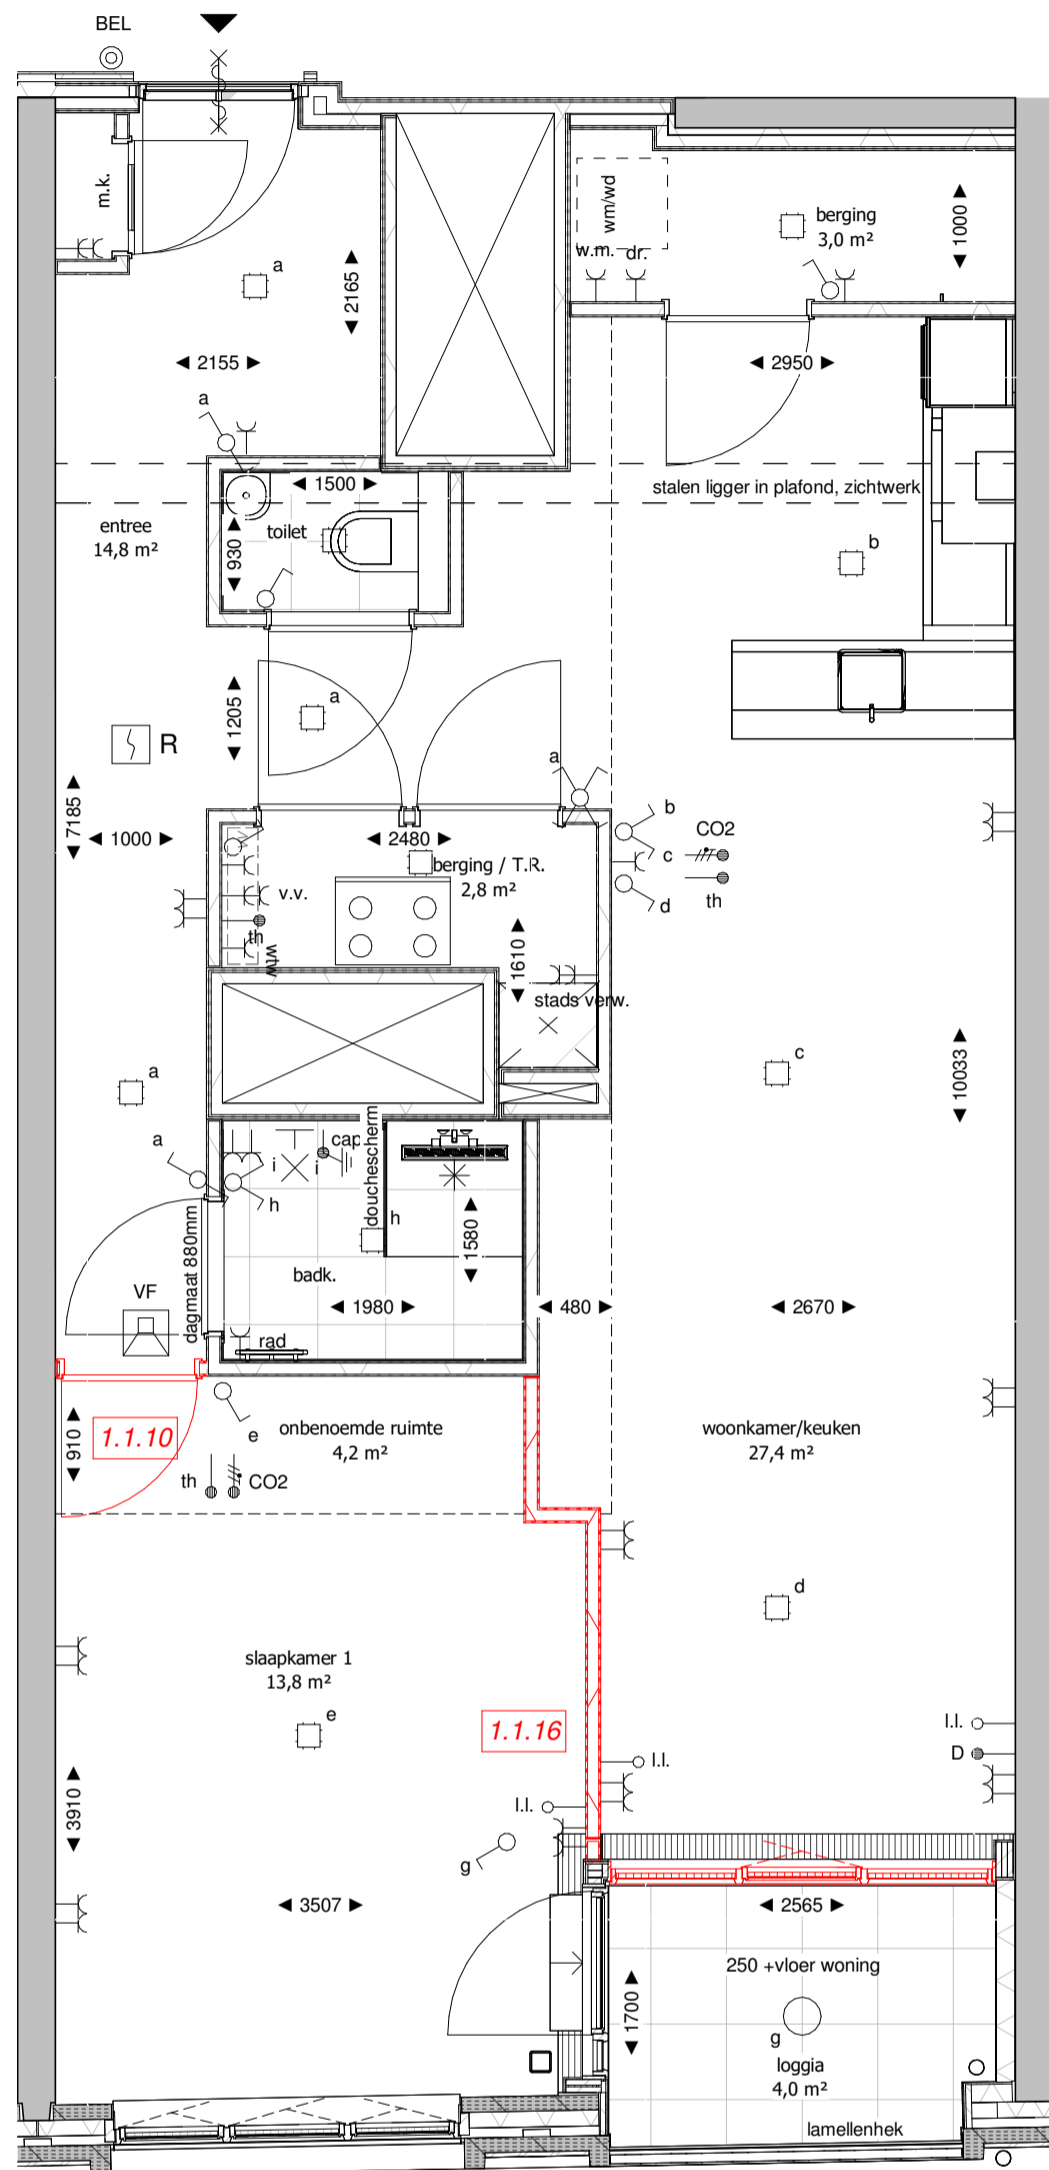 BEL
m.k.
a
2165
2155
a
wm/wd
w.m.
dr.
berging
3,0 m²
1000
2950
stalen ligger in plafond, zichtwerk
1500
toilet
930
entree
14,8 m²
b
a
1205
R
7185
1000
a
2480
berging / T.R.
2,8 m²
v.v.
th
wtw
1610
stads verw.
b
c
d
CO2
th
c
10033
a
a
cap
i
i
h
douchescherm
h
1580
badk.
1980
rad
dagmaat 880mm
VF
480
2670
910
1.1.10
e
onbenoemde ruimte
4,2 m²
th
CO2
woonkamer/keuken
27,4 m²
d
slaapkamer 1
13,8 m²
e
1.1.16
l.l.
D
l.l.
l.l.
g
3910
3507
2565
250 +vloer woning
1700
g
loggia
4,0 m²
lamellenhek